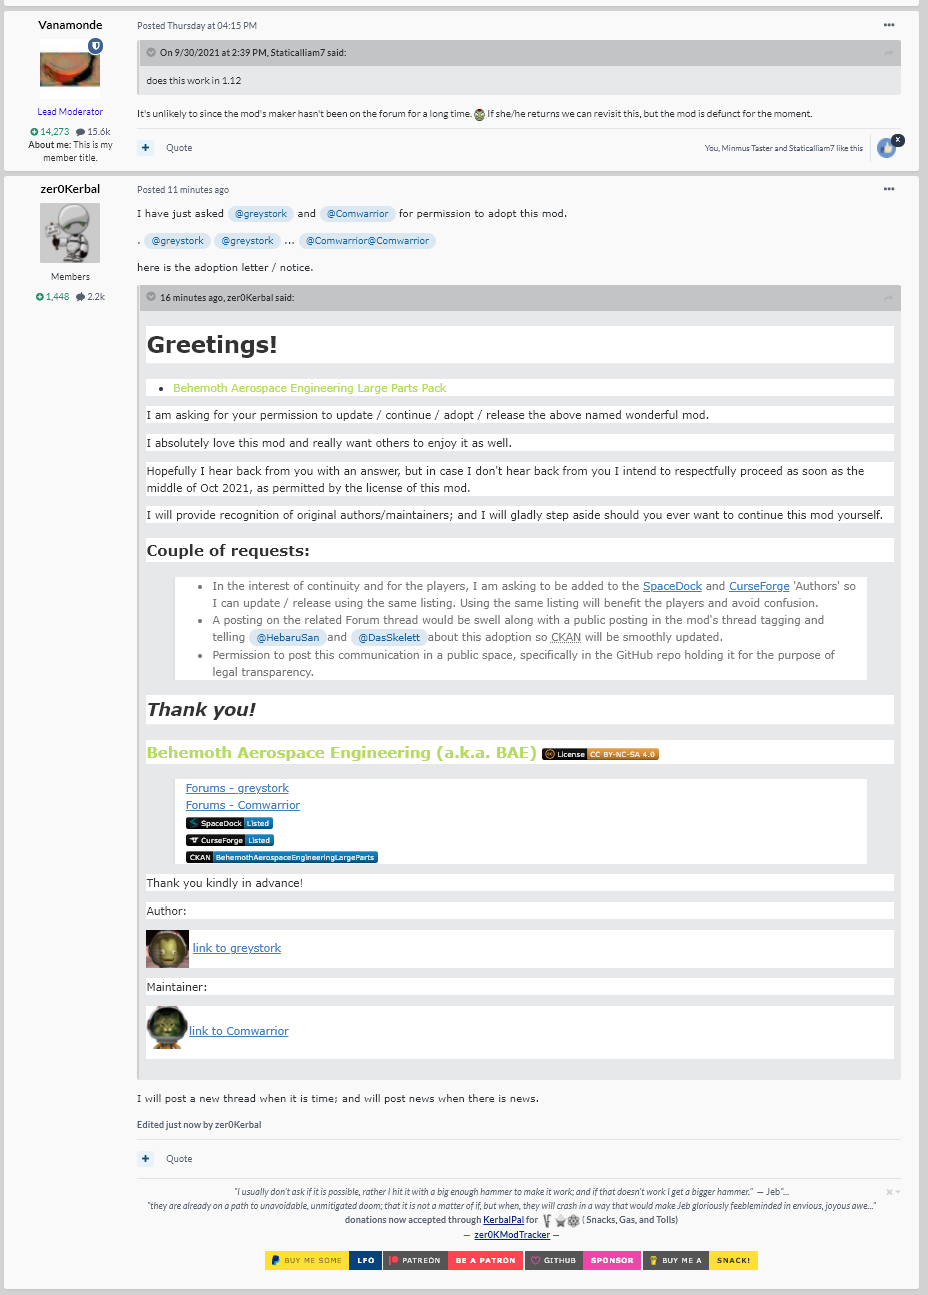 Vanamonde
Lead Moderator
14,273 15.6k
About me: This is my
member title.
Posted Thursday at 04:15 PM
On 9/30/2021 at 2:39 PM, Staticalliam7 said:
does this work in 1.12
It's unlikely to since the mod's maker hasn't been on the forum for a long time. If she/he returns we can revisit this, but the mod is defunct for the moment.
+ Quote
You, Minmus Taster and Staticalliam7 like this
x
zer0Kerbal
Members
1,448 2.2k
Posted 11 minutes ago
I have just asked @greystork and @Comwarrior for permission to adopt this mod.
. @greystork @greystork ... @Comwarrior@Comwarrior
here is the adoption letter / notice.
16 minutes ago, zer0Kerbal said:
Greetings!
• Behemoth Aerospace Engineering Large Parts Pack
I am asking for your permission to update / continue / adopt / release the above named wonderful mod.
I absolutely love this mod and really want others to enjoy it as well.
Hopefully I hear back from you with an answer, but in case I don't hear back from you I intend to respectfully proceed as soon as the
middle of Oct 2021, as permitted by the license of this mod.
I will provide recognition of original authors/maintainers; and I will gladly step aside should you ever want to continue this mod yourself.
Couple of requests:
• In the interest of continuity and for the players, I am asking to be added to the SpaceDock and CurseForge 'Authors' so
I can update / release using the same listing. Using the same listing will benefit the players and avoid confusion.
• A posting on the related Forum thread would be swell along with a public posting in the mod's thread tagging and
telling @HebaruSan and @DasSkelett about this adoption so CKAN will be smoothly updated.
• Permission to post this communication in a public space, specifically in the GitHub repo holding it for the purpose of
legal transparency.
Thank you!
Behemoth Aerospace Engineering (a.k.a. BAE) License CC BY-NC-SA 4.0
Forums - greystork
Forums - Comwarrior
SpaceDock Listed
CurseForge Listed
CKAN BehemothAerospaceEngineeringLargeParts
Thank you kindly in advance!
Author:
link to greystork
Maintainer:
link to Comwarrior
I will post a new thread when it is time; and will post news when there is news.
Edited just now by zer0Kerbal
+ Quote
"I usually don't ask if it is possible, rather I hit it with a big enough hammer to make it work; and if that doesn't work I get a bigger hammer." — Jeb"...
"they are already on a path to unavoidable, unmitigated doom; that it is not a matter of if, but when, they will crash in a way that would make Jeb gloriously feebleminded in envious, joyous awe..."
donations now accepted through KerbalPal for ( Snacks, Gas, and Tolls)
— zer0KModTracker —
BUY ME SOME LFO PATREON BE A PATRON GITHUB SPONSOR BUY ME A SNACK!